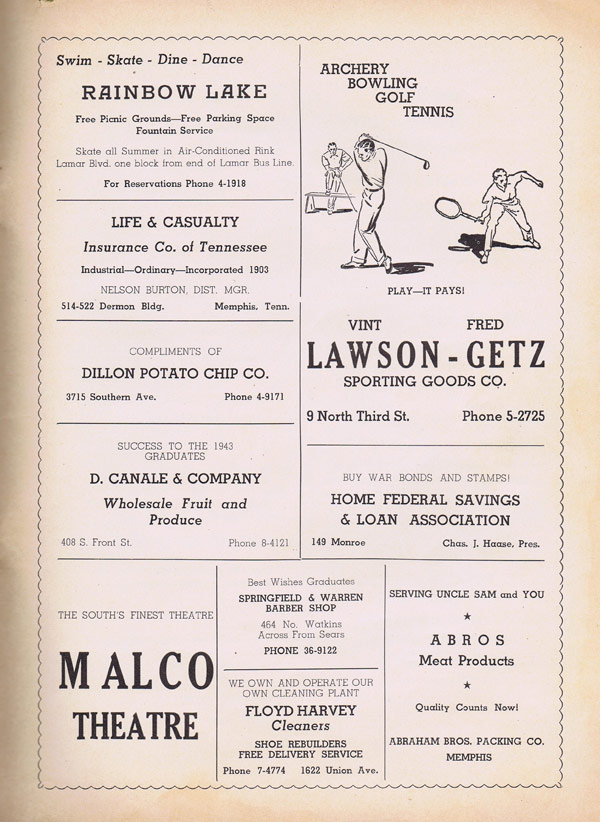 Swim - Skate - Dine - Dance
RAINBOW LAKE
Free Picnic Grounds—Free Parking Space
Fountain Service
Skate all Summer in Air-Conditioned Rink
Lamar Blvd. one block from end of Lamar Bus Line.
For Reservations Phone 4-1918
LIFE & CASUALTY
Insurance Co. of Tennessee
Industrial—Ordinary—Incorporated 1903
NELSON BURTON, DIST. MGR.
514-522 Dermon Bldg. Memphis, Tenn.
COMPLIMENTS OF
DILLON POTATO CHIP CO.
3715 Southern Ave. Phone 4-9171
SUCCESS TO THE 1943
GRADUATES
D. CANALE & COMPANY
Wholesale Fruit and
Produce
408 S. Front St. Phone 8-4121
ARCHERY
BOWLING
GOLF
TENNIS
PLAY—IT PAYS!
VINT FRED
LAWSON - GETZ
SPORTING GOODS CO.
9 North Third St. Phone 5-2725
BUY WAR BONDS AND STAMPS!
HOME FEDERAL SAVINGS
& LOAN ASSOCIATION
149 Monroe Chas. J. Haase, Pres.
THE SOUTH'S FINEST THEATRE
MALCO
THEATRE
Best Wishes Graduates
SPRINGFIELD & WARREN
BARBER SHOP
464 No. Watkins
Across From Sears
PHONE 36-9122
WE OWN AND OPERATE OUR
OWN CLEANING PLANT
FLOYD HARVEY
Cleaners
SHOE REBUILDERS
FREE DELIVERY SERVICE
Phone 7-4774 1622 Union Ave.
SERVING UNCLE SAM and YOU
★
ABROS
Meat Products
★
Quality Counts Now!
ABRAHAM BROS. PACKING CO.
MEMPHIS